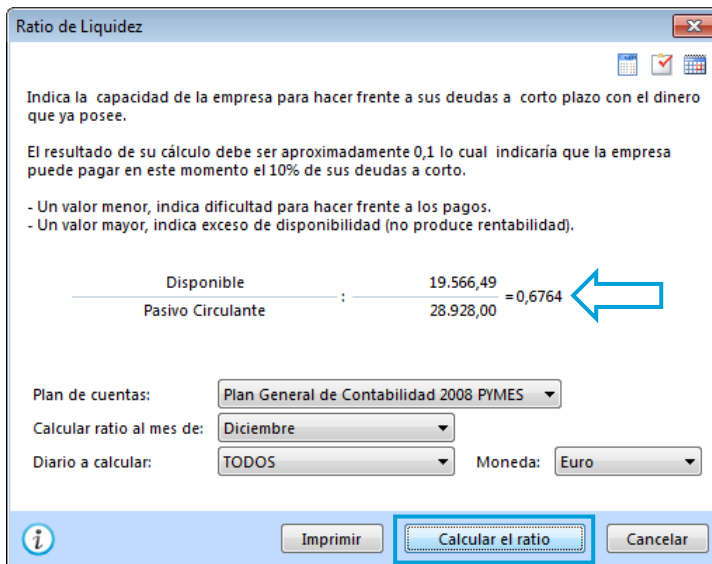 Ratio de Liquidez
Indica la capacidad de la empresa para hacer frente a sus deudas a corto plazo con el dinero
que ya posee.
El resultado de su cálculo debe ser aproximadamente 0,1 lo cual indicaría que la empresa
puede pagar en este momento el 10% de sus deudas a corto.
- Un valor menor, indica dificultad para hacer frente a los pagos.
- Un valor mayor, indica exceso de disponibilidad (no produce rentabilidad).
Disponible : 19.566,49 =0,6764
Pasivo Circulante 28.928,00
Plan de cuentas: Plan General de Contabilidad 2008 PYMES
Calcular ratio al mes de: Diciembre
Diario a calcular: TODOS Moneda: Euro
Imprimir Calcular el ratio Cancelar